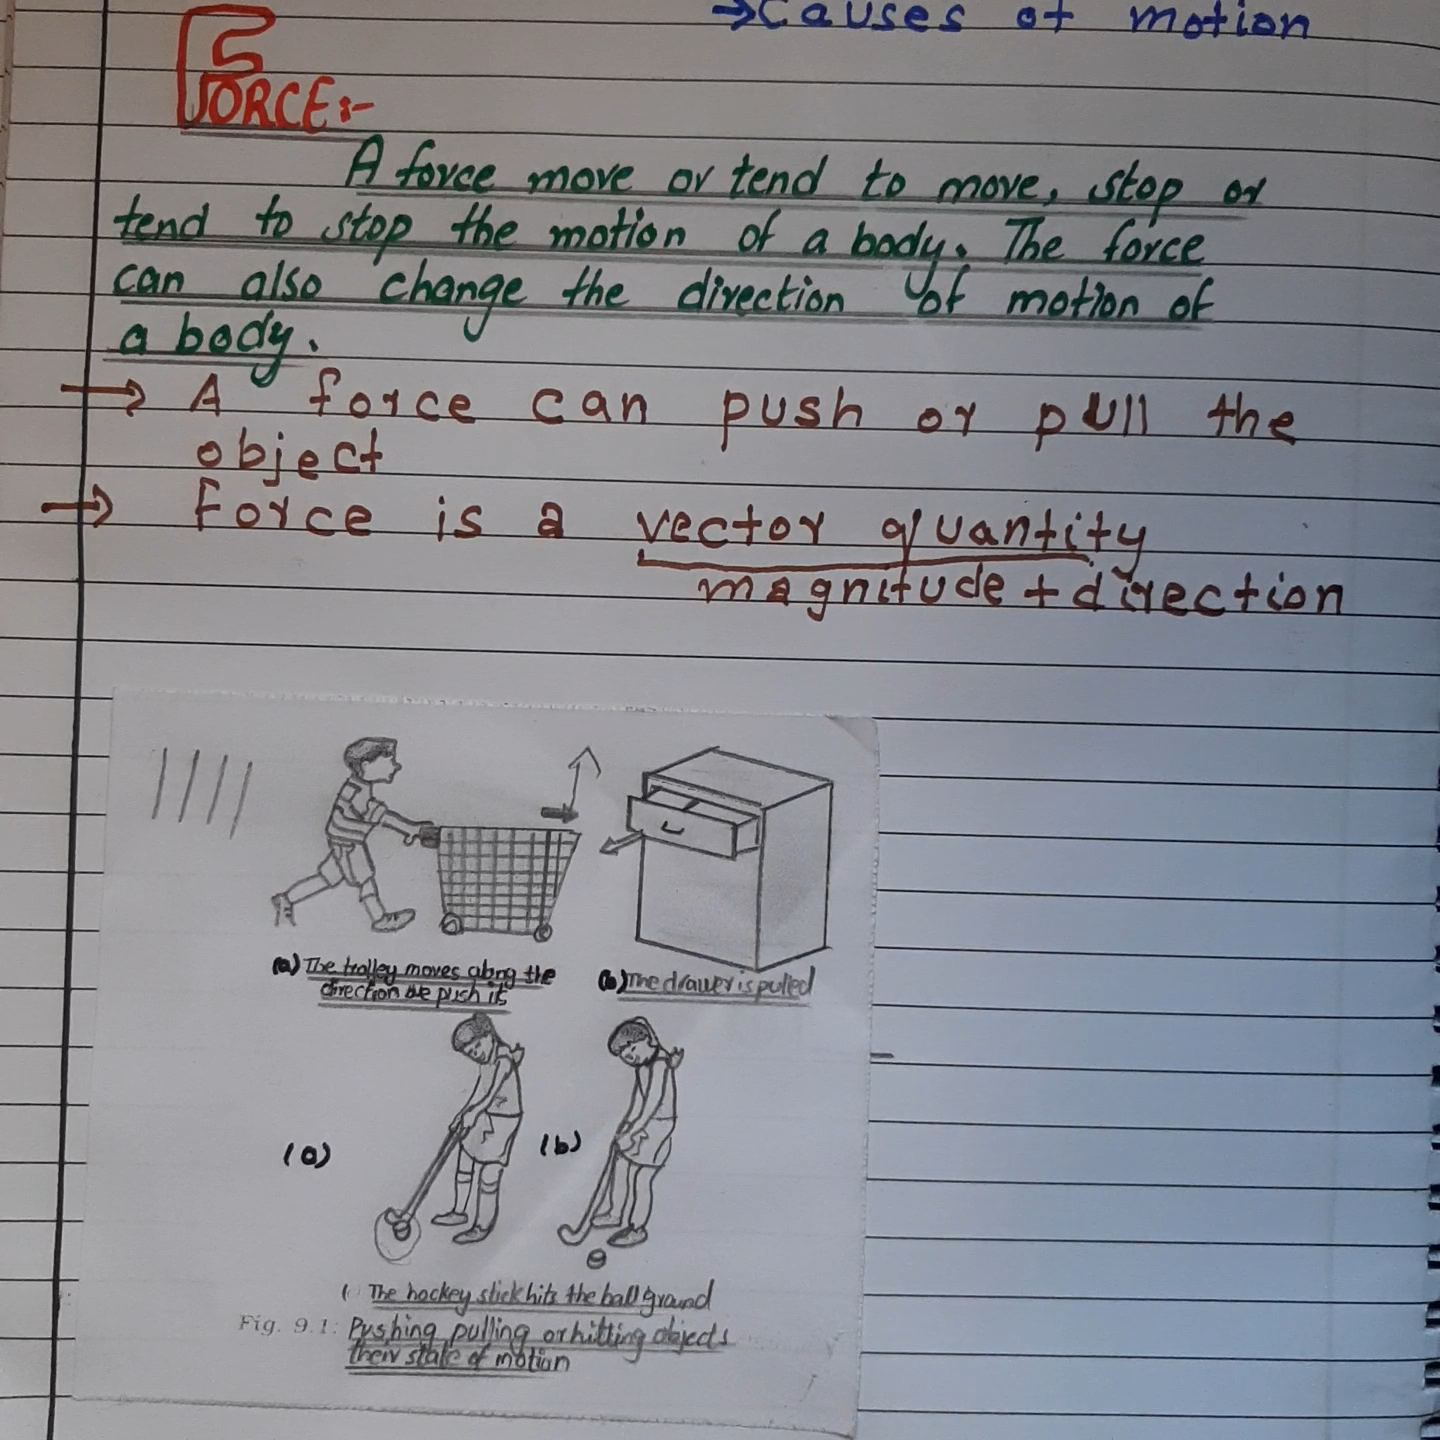 →Causes of motion
FORCE:-
A force move or tend to move, stop or
tend to stop the motion of a body. The force
can also change the direction of motion of
a body.
→ A force can push or pull the
object
→ Force is a vector quantity
magnitude + direction
(a) The trolley moves along the
direction we push it
(b) The drawer is pulled
(a)
(b)
( The hockey stick hits the ball ground
Fig. 9.1: Pushing, pulling or hitting objects
their state of motion